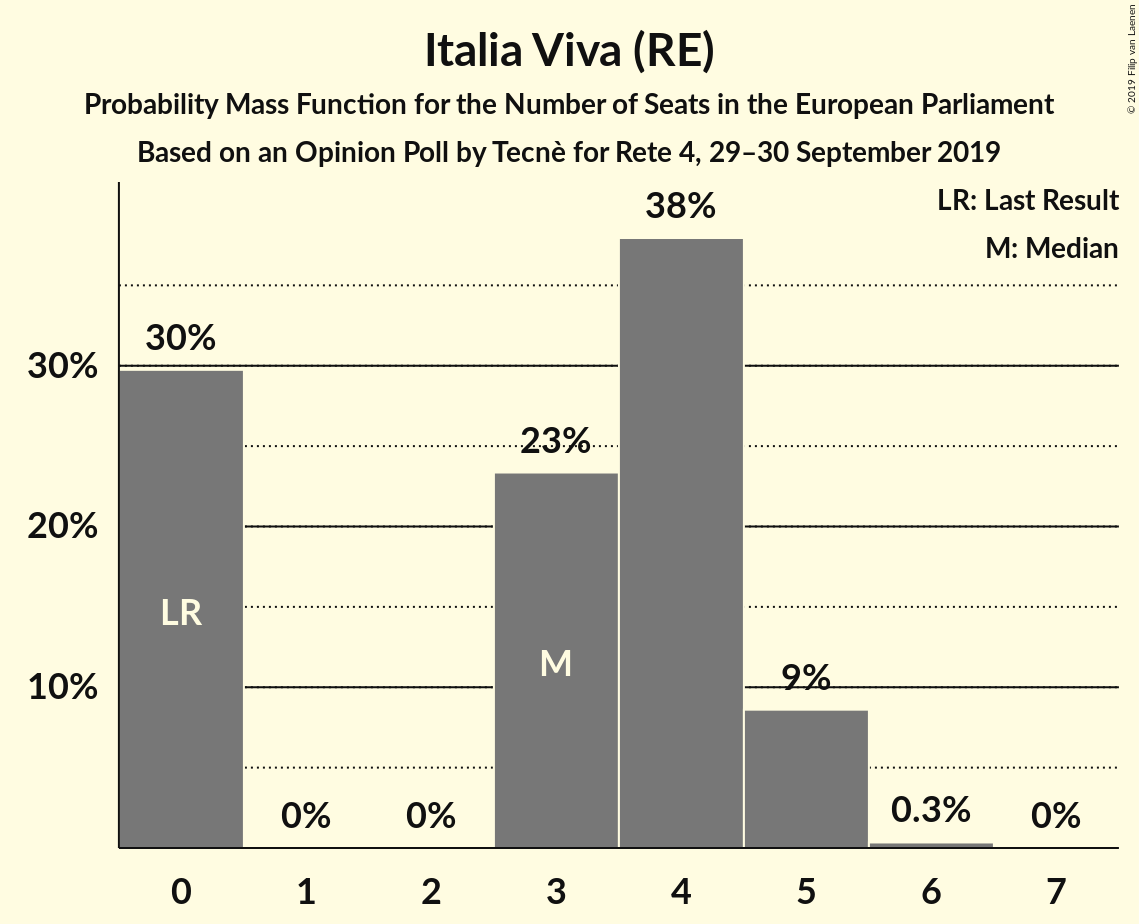 Italia Viva (RE)
Probability Mass Function for the Number of Seats in the European Parliament
Based on an Opinion Poll by Tecnè for Rete 4, 29–30 September 2019
© 2019 Filip van Laenen
LR: Last Result
M: Median
38%
30%
30%
23%
20%
LR
M
10%
9%
0%
0%
0.3%
0%
0
1
2
3
4
5
6
7